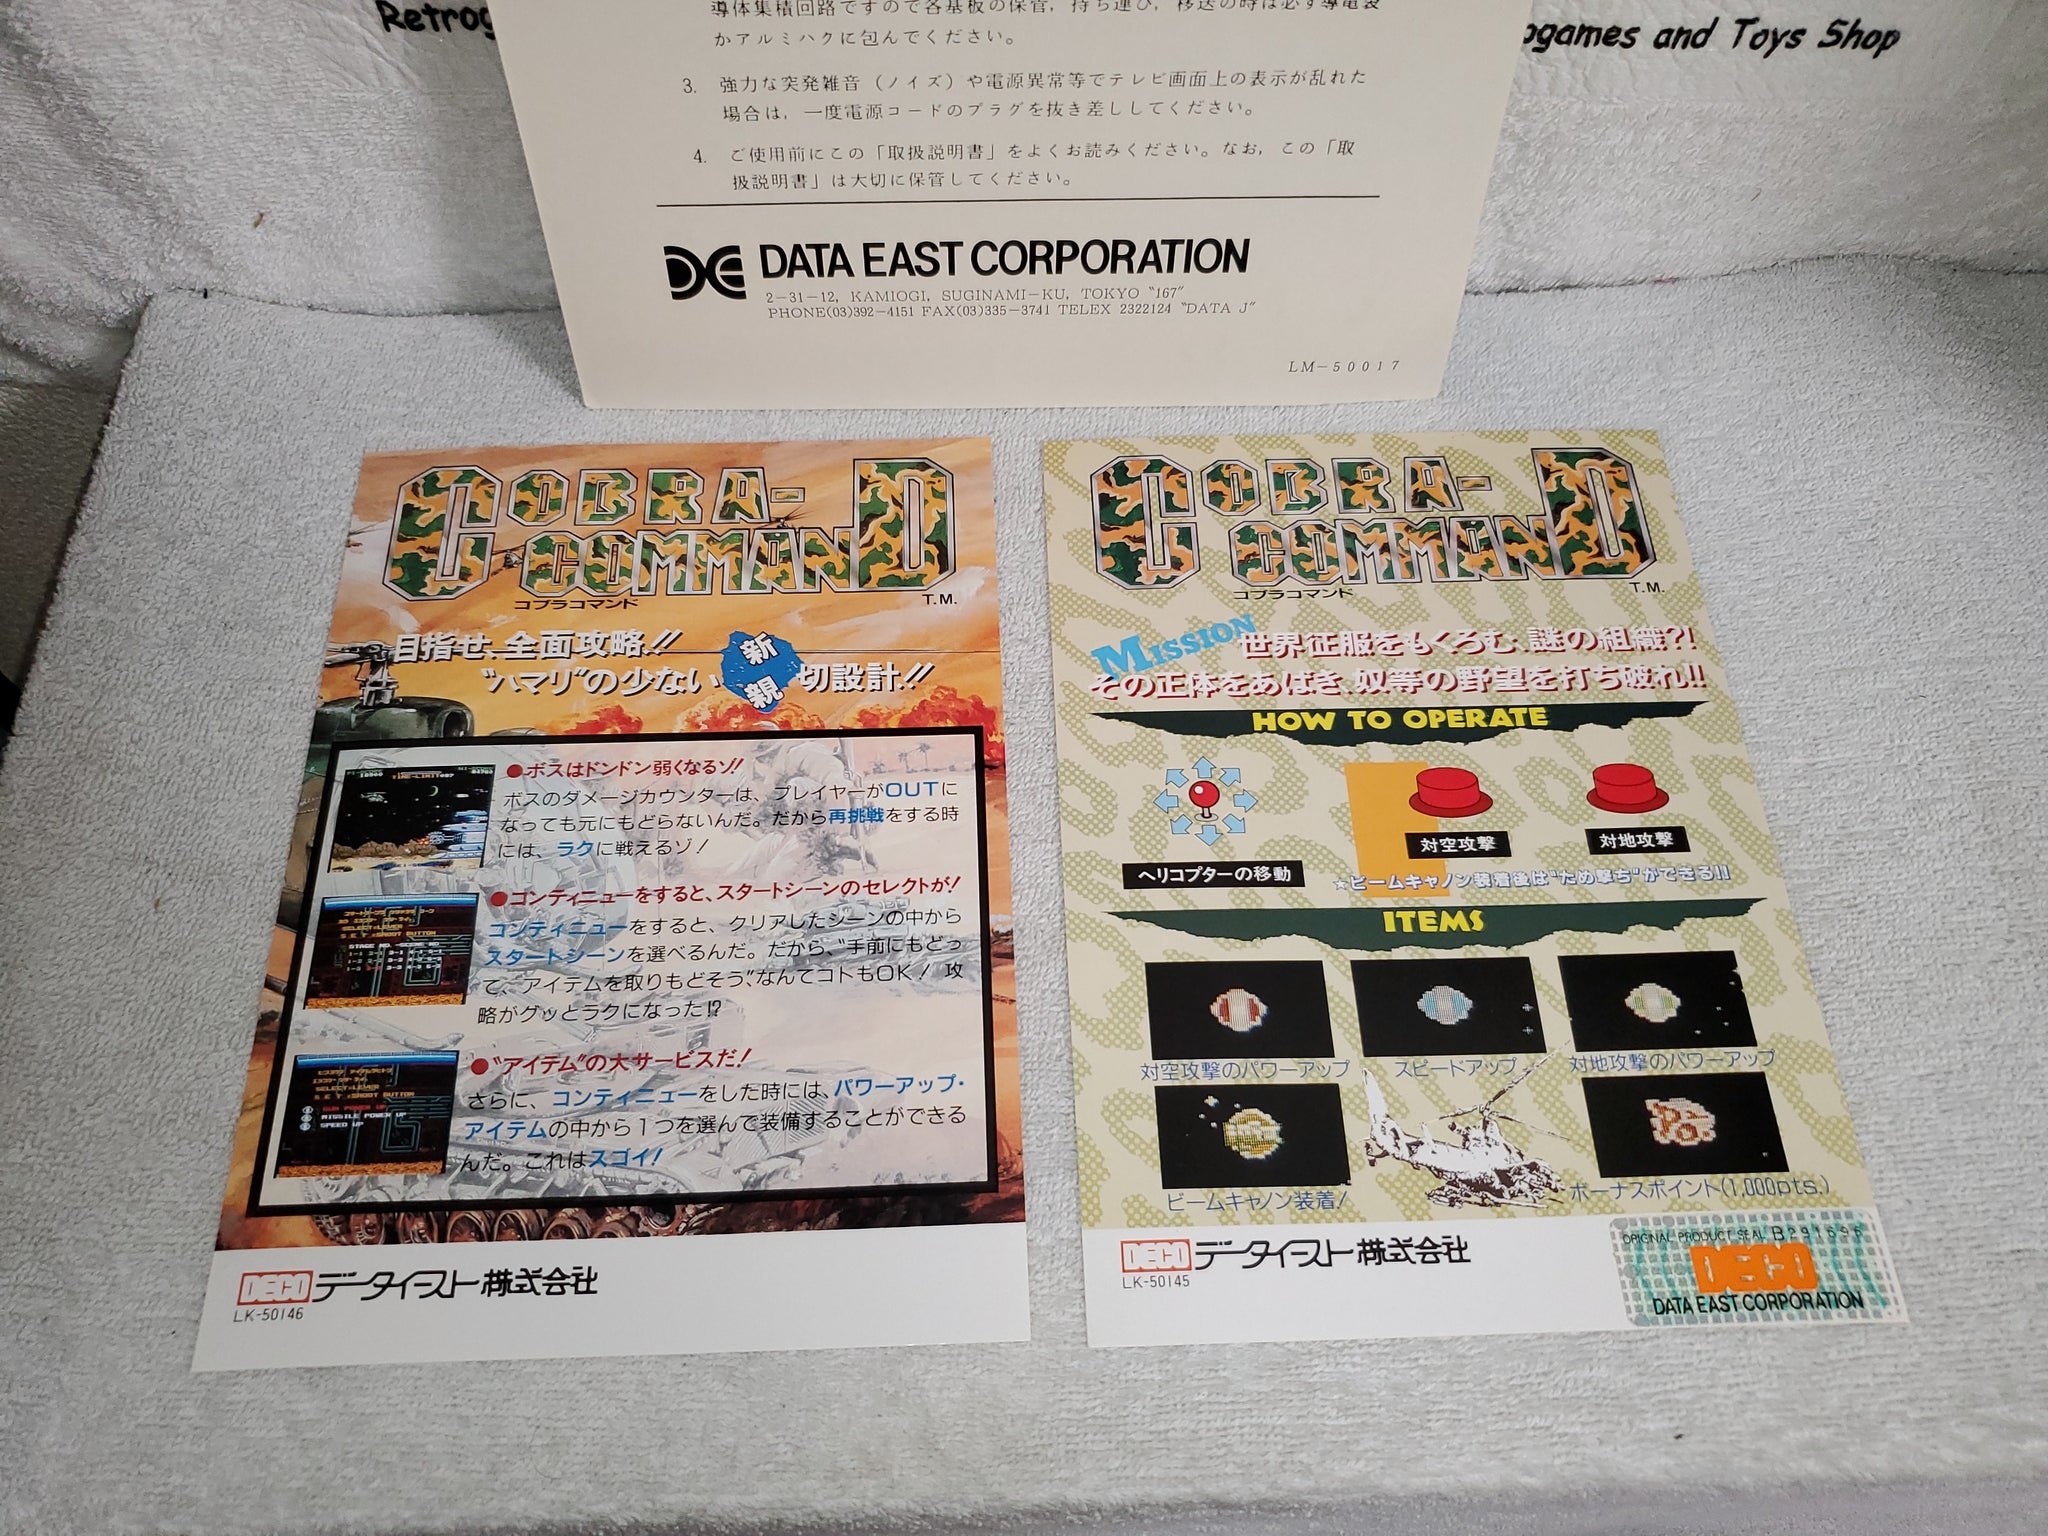 Retrog
ogames and Toys Shop
導体集積回路ですので各基板の保管，持ち運び，移送の時は必ず導電袋
かアルミハクに包んでください。
3. 強力な突発雑音（ノイズ）や電源異常等でテレビ画面上の表示が乱れた
場合は，一度電源コードのプラグを抜き差ししてください。
4. ご使用前にこの「取扱説明書」をよくお読みください。なお，この「取
扱説明書」は大切に保管してください。
DATA EAST CORPORATION
2-31-12, KAMIOGI, SUGINAMI-KU, TOKYO "167"
PHONE(03)392-4151 FAX(03)335-3741 TELEX 2322124 "DATA J"
LM-50017
COBRA-
COMMAND
コブラコマンド
T.M.
目指せ、全面攻略!!
"ハマリ"の少ない新親切設計!!
●ボスはドンドン弱くなるゾ!
ボスのダメージカウンターは、プレイヤーがOUTに
なっても元にもどらないんだ。だから再挑戦をする時
には、ラクに戦えるゾ!
●コンティニューをすると、スタートシーンのセレクトが!
コンティニューをすると、クリアしたシーンの中から
スタートシーンを選べるんだ。だから、"手前にもどっ
て、アイテムを取りもどそう"なんてコトもOK! 攻
略がグッとラクになった!?
SELECT=LEVER
SET=SHOOT BUTTON
STAGE NO.-SCENE NO.
●"アイテム"の大サービスだ!
さらに、コンティニューをした時には、パワーアップ・
アイテムの中から1つを選んで装備することができる
んだ。これはスゴイ!
SELECT=LEVER
SET=SHOOT BUTTON
GUN POWER UP
MISSILE POWER UP
SPEED UP
DECO データイースト株式会社
LK-50146
COBRA-
COMMAND
コブラコマンド
T.M.
MISSION 世界征服をもくろむ、謎の組織?!
その正体をあばき、奴等の野望を打ち破れ!!
HOW TO OPERATE
対空攻撃
対地攻撃
ヘリコプターの移動
★ビームキャノン装着後は"ため撃ち"ができる!!
ITEMS
対空攻撃のパワーアップ
スピードアップ
対地攻撃のパワーアップ
ビームキャノン装着!
ボーナスポイント(1,000pts.)
DECO データイースト株式会社
LK-50145
ORIGINAL PRODUCT SEAL B291696
DECO
DATA EAST CORPORATION